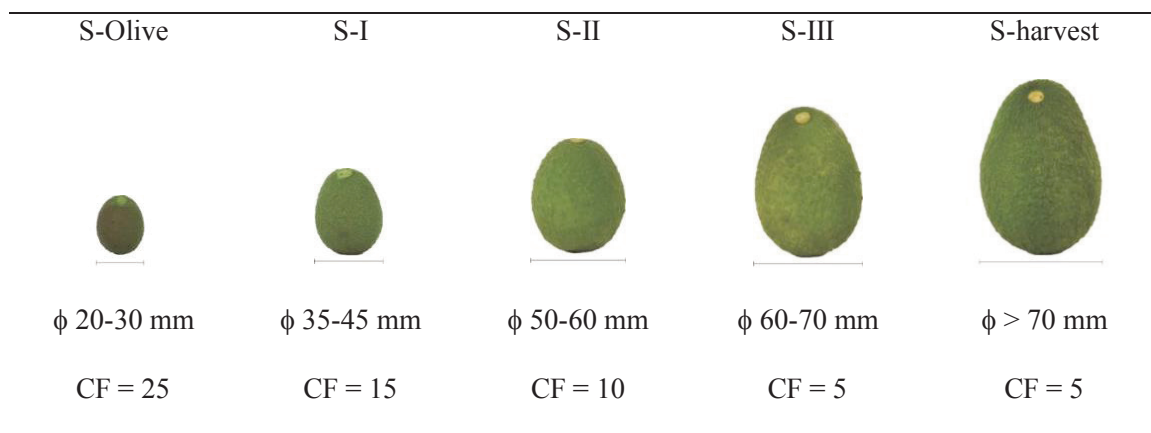 S-Olive S-I S-II S-III S-harvest
ϕ 20-30 mm ϕ 35-45 mm ϕ 50-60 mm ϕ 60-70 mm ϕ > 70 mm
CF = 25 CF = 15 CF = 10 CF = 5 CF = 5